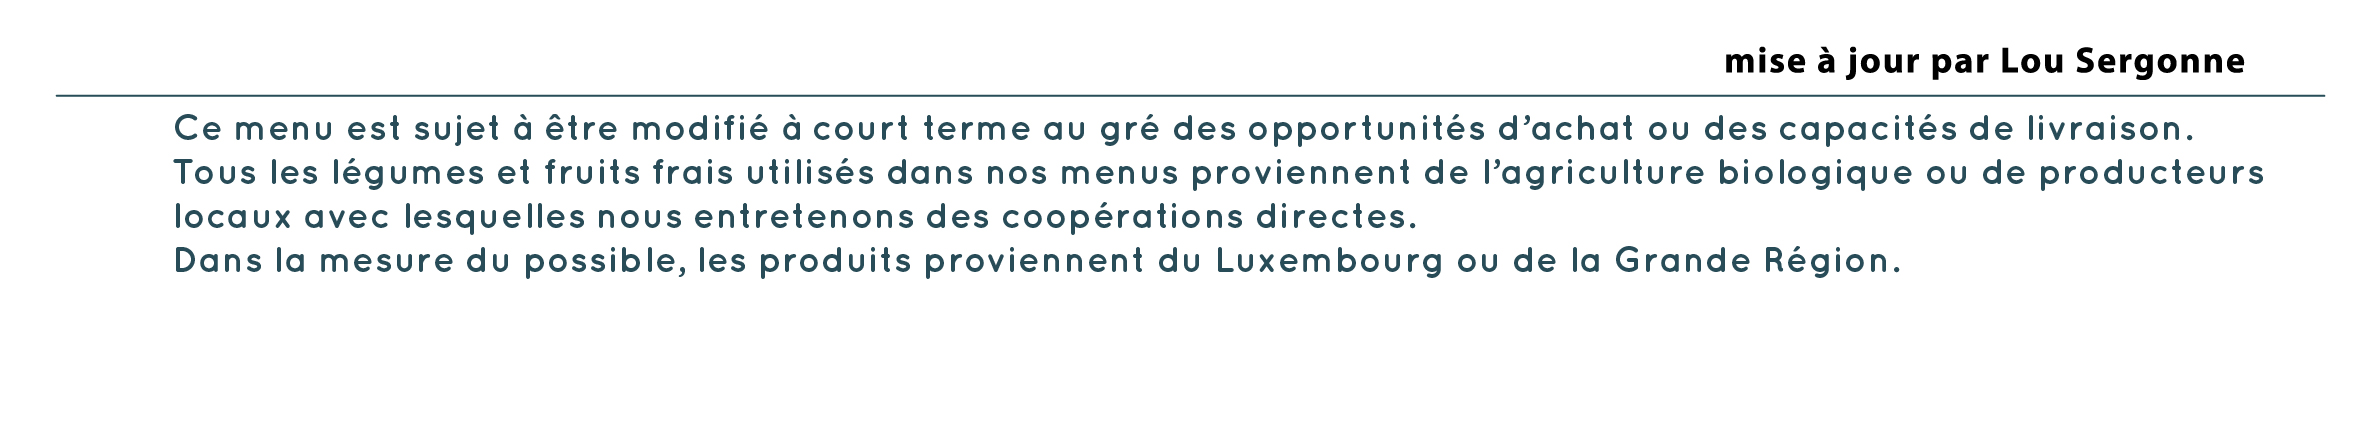 mise à jour par Lou Sergonne
Ce menu est sujet à être modifié à court terme au gré des opportunités d’achat ou des capacités de livraison.
Tous les légumes et fruits frais utilisés dans nos menus proviennent de l’agriculture biologique ou de producteurs
locaux avec lesquelles nous entretenons des coopérations directes.
Dans la mesure du possible, les produits proviennent du Luxembourg ou de la Grande Région.